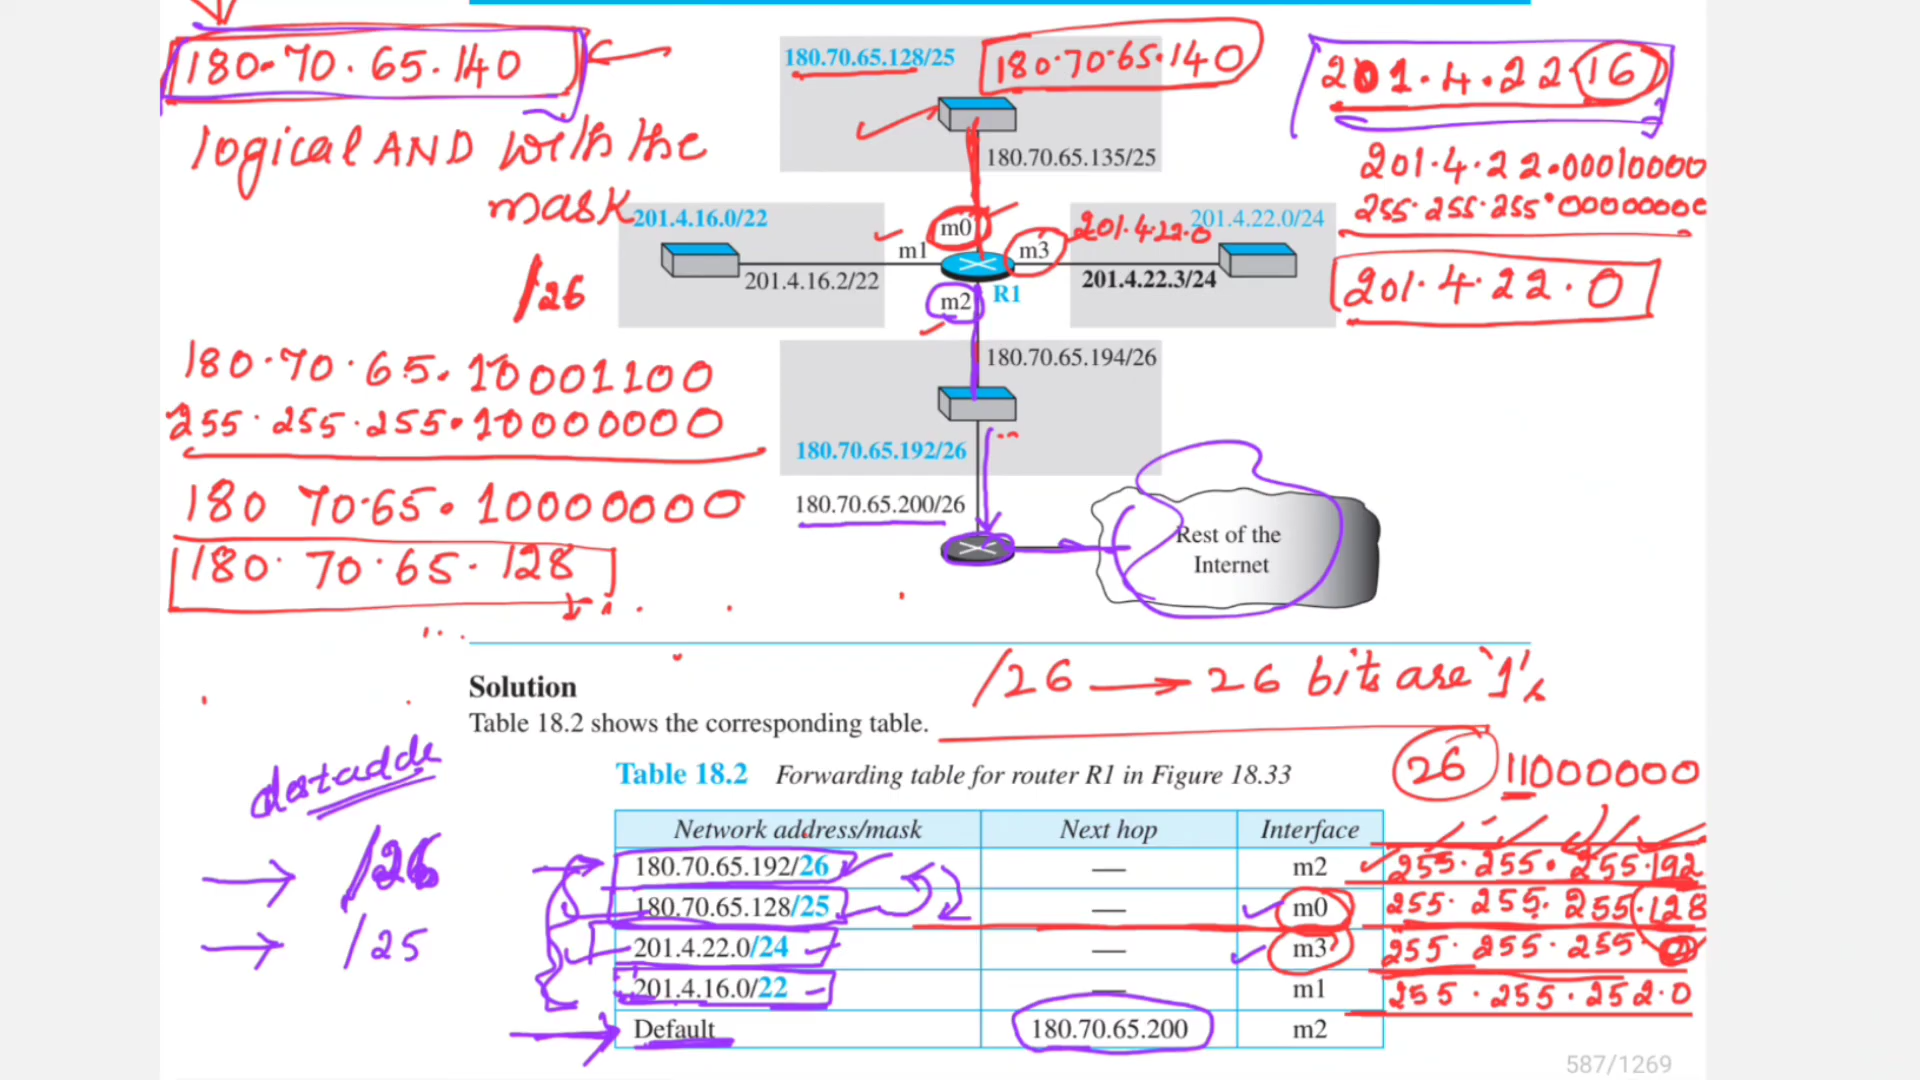 180.70.65.140
logical AND with the
mask
/26
180.70.65.10001100
255.255.255.10000000
180 70.65.10000000
180.70.65.128
180.70.65.128/25
180.70.65.140
180.70.65.135/25
201.4.16.0/22
m0
m1
m3
201.4.22.0
201.4.22.0/24
201.4.16.2/22
201.4.22.3/24
m2
R1
180.70.65.194/26
180.70.65.192/26
180.70.65.200/26
Rest of the
Internet
201.4.22.16
201.4.22.00010000
255.255.255.00000000
201.4.22.0
Solution
/26 → 26 bits are '1's
Table 18.2 shows the corresponding table.
Table 18.2 Forwarding table for router R1 in Figure 18.33
26 11000000
Network address/mask Next hop Interface
180.70.65.192/26 — m2 255.255.255.192
180.70.65.128/25 — m0 255.255.255.128
201.4.22.0/24 — m3 255.255.255.0
201.4.16.0/22 — m1 255.255.252.0
Default 180.70.65.200 m2
→ /26
→ /25
587/1269